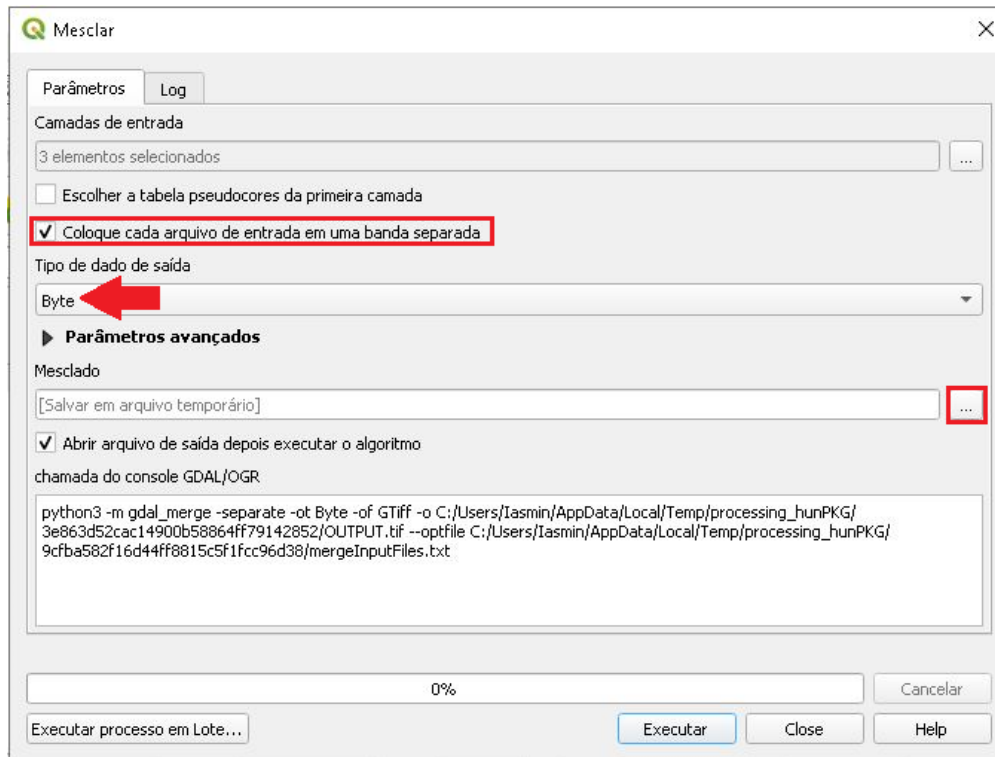 Mesclar
Parâmetros
Log
Camadas de entrada
3 elementos selecionados
...
Escolher a tabela pseudocores da primeira camada
Coloque cada arquivo de entrada em uma banda separada
Tipo de dado de saída
Byte
Parâmetros avançados
Mesclado
[Salvar em arquivo temporário]
...
Abrir arquivo de saída depois executar o algoritmo
chamada do console GDAL/OGR
python3 -m gdal_merge -separate -ot Byte -of GTiff -o C:/Users/Iasmin/AppData/Local/Temp/processing_hunPKG/
3e863d52cac14900b58864ff79142852/OUTPUT.tif --optfile C:/Users/Iasmin/AppData/Local/Temp/processing_hunPKG/
9cfba582f16d44ff8815c5f1fcc96d38/mergeInputFiles.txt
0%
Cancelar
Executar processo em Lote...
Executar
Close
Help